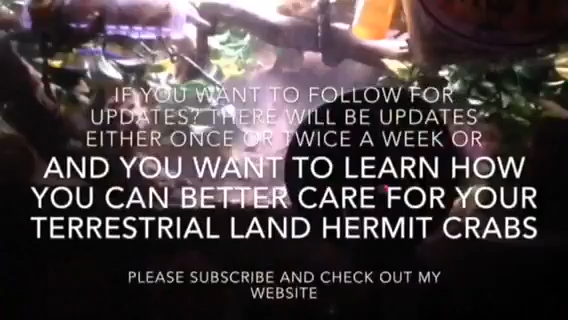 IF YOU WANT TO FOLLOW FOR
UPDATES? THERE WILL BE UPDATES
EITHER ONCE OR TWICE A WEEK OR
AND YOU WANT TO LEARN HOW
YOU CAN BETTER CARE FOR YOUR
TERRESTRIAL LAND HERMIT CRABS
PLEASE SUBSCRIBE AND CHECK OUT MY
WEBSITE